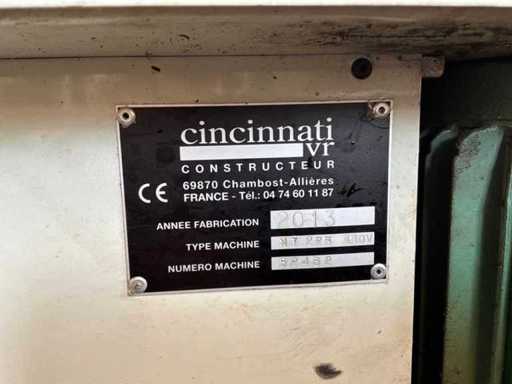 cincinnati
vr
CONSTRUCTEUR
69870 Chambost-Allières
FRANCE - Tél.: 04 74 60 11 87
CE
ANNEE FABRICATION 2013
TYPE MACHINE
NUMERO MACHINE